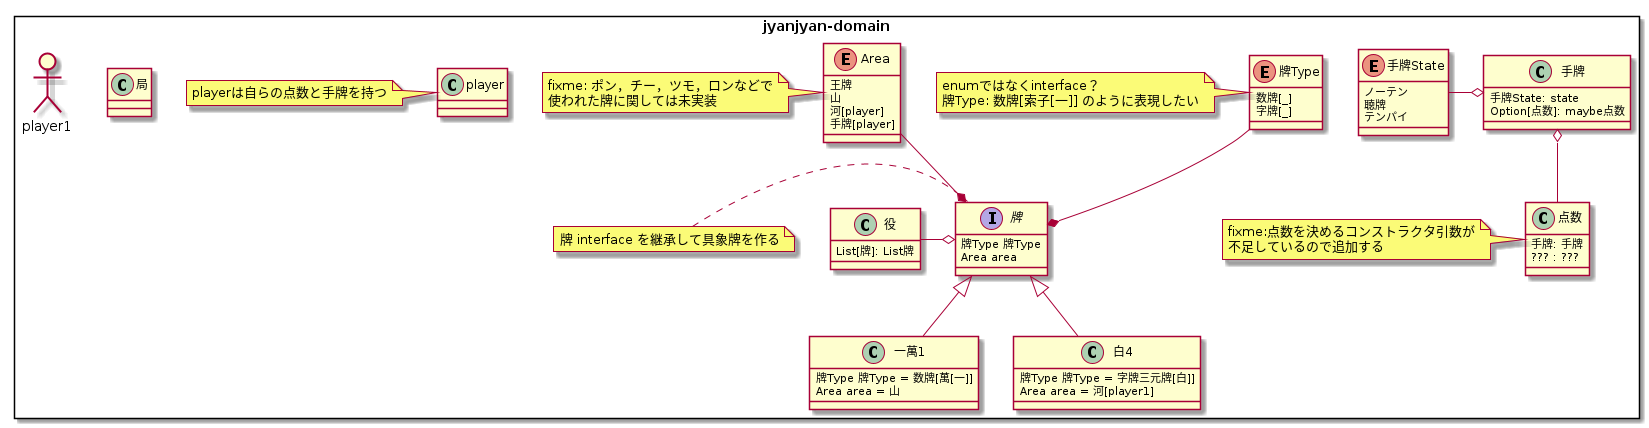 jyanjyan-domain
player1
C 局
playerは自らの点数と手牌を持つ
C player
fixme: ポン，チー，ツモ，ロンなどで
使われた牌に関しては未実装
E Area
王牌
山
河[player]
手牌[player]
enumではなくinterface？
牌Type: 数牌[索子[一]] のように表現したい
E 牌Type
数牌[_]
字牌[_]
E 手牌State
ノーテン
聴牌
テンパイ
C 手牌
手牌State: state
Option[点数]: maybe点数
牌 interface を継承して具象牌を作る
C 役
List[牌]: List牌
I 牌
牌Type 牌Type
Area area
fixme:点数を決めるコンストラクタ引数が
不足しているので追加する
C 点数
手牌: 手牌
??? : ???
C 一萬1
牌Type 牌Type = 数牌[萬[一]]
Area area = 山
C 白4
牌Type 牌Type = 字牌三元牌[白]]
Area area = 河[player1]